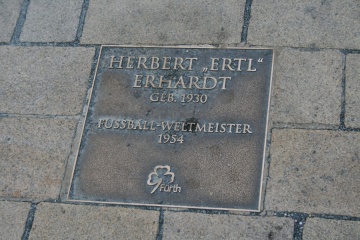 HERBERT „ERTL“
ERHARDT
GEB. 1930
FUSSBALL-WELTMEISTER
1954
Fürth